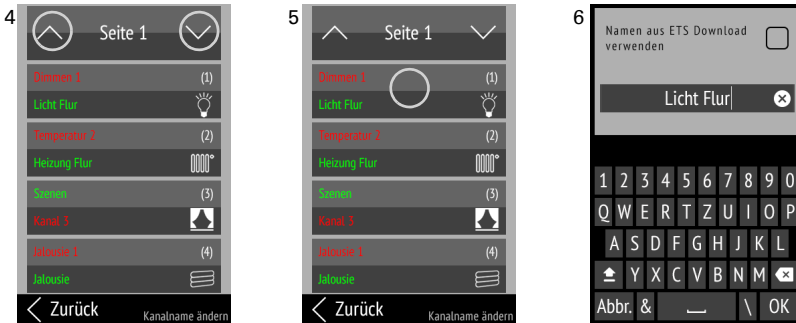 4
Seite 1
Dimmen 1 (1)
Licht Flur
Temperatur 2 (2)
Heizung Flur
Szenen (3)
Kanal 3
Jalousie 1 (4)
Jalousie
Zurück
Kanalname ändern
5
Seite 1
Dimmen 1 (1)
Licht Flur
Temperatur 2 (2)
Heizung Flur
Szenen (3)
Kanal 3
Jalousie 1 (4)
Jalousie
Zurück
Kanalname ändern
6
Namen aus ETS Download
verwenden
Licht Flur
1 2 3 4 5 6 7 8 9 0
Q W E R T Z U I O P
A S D F G H J K L
Y X C V B N M
Abbr. & \ OK